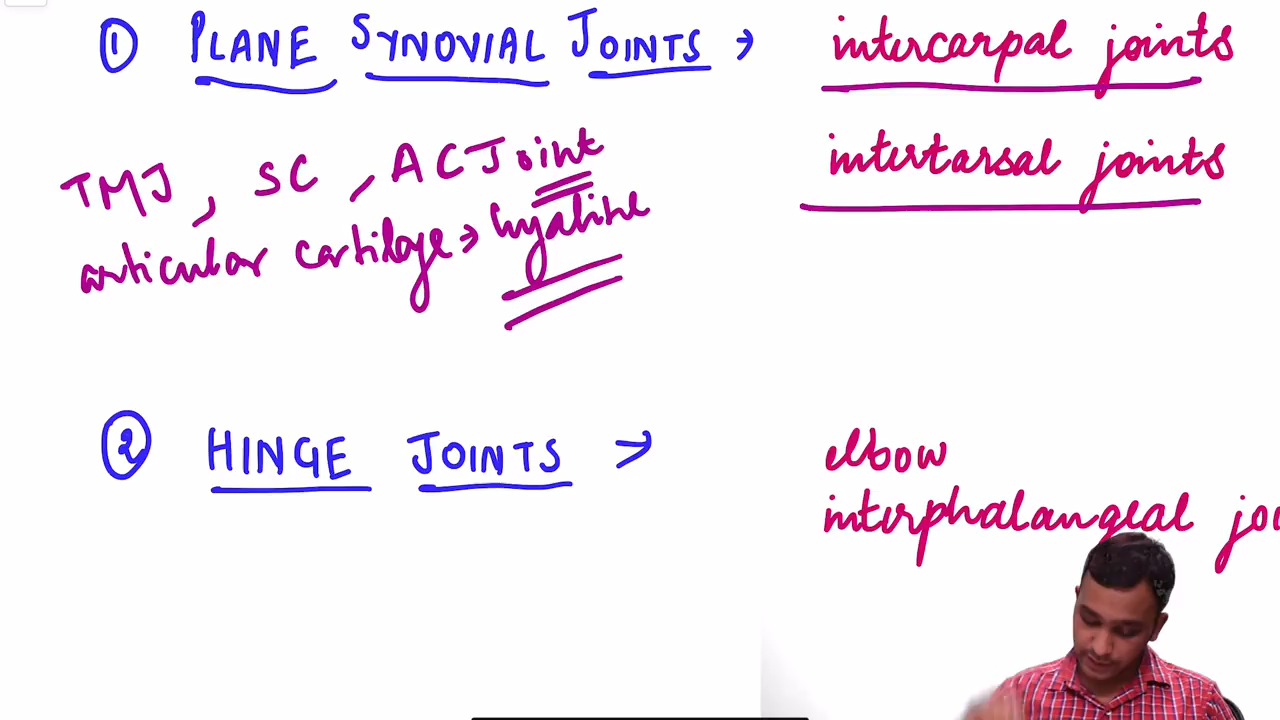 ① PLANE SYNOVIAL JOINTS → intercarpal joints
intertarsal joints
TMJ, SC, AC Joint
articular cartilage → hyaline
② HINGE JOINTS → elbow
interphalangeal joi